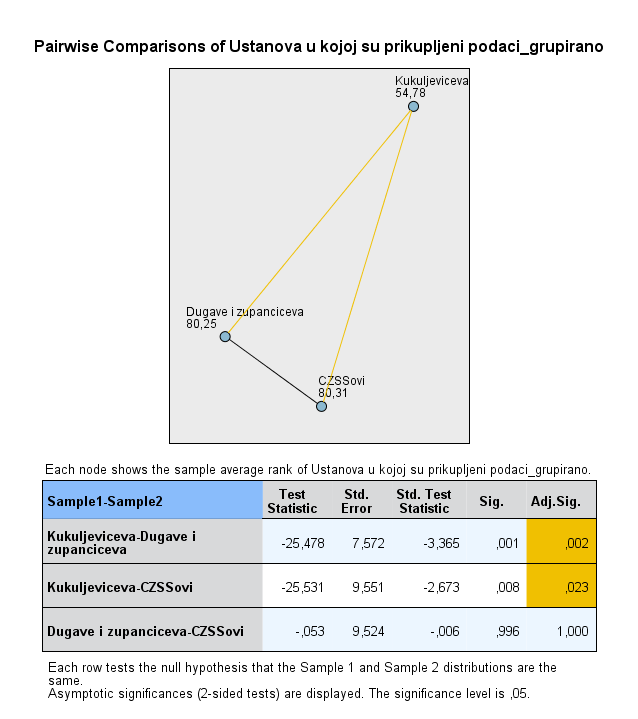 Pairwise Comparisons of Ustanova u kojoj su prikupljeni podaci_grupirano
Kukuljeviceva
54,78
Dugave i zupanciceva
80,25
CZSSovi
80,31
Each node shows the sample average rank of Ustanova u kojoj su prikupljeni podaci_grupirano.
Sample1-Sample2 Test Statistic Std. Error Std. Test Statistic Sig. Adj.Sig.
Kukuljeviceva-Dugave i zupanciceva -25,478 7,572 -3,365 ,001 ,002
Kukuljeviceva-CZSSovi -25,531 9,551 -2,673 ,008 ,023
Dugave i zupanciceva-CZSSovi -,053 9,524 -,006 ,996 1,000
Each row tests the null hypothesis that the Sample 1 and Sample 2 distributions are the
same.
Asymptotic significances (2-sided tests) are displayed. The significance level is ,05.